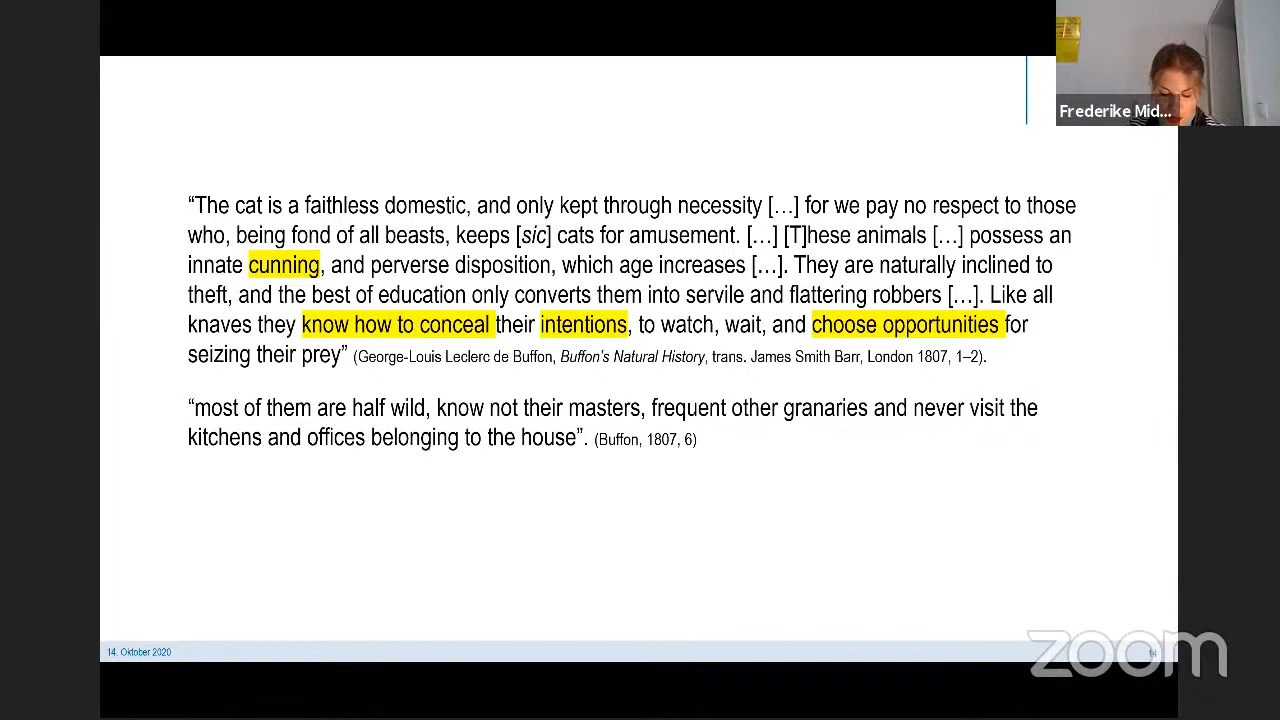 Frederike Mid...
“The cat is a faithless domestic, and only kept through necessity […] for we pay no respect to those
who, being fond of all beasts, keeps [sic] cats for amusement. […] [T]hese animals […] possess an
innate cunning, and perverse disposition, which age increases […]. They are naturally inclined to
theft, and the best of education only converts them into servile and flattering robbers […]. Like all
knaves they know how to conceal their intentions, to watch, wait, and choose opportunities for
seizing their prey” (George-Louis Leclerc de Buffon, Buffon’s Natural History, trans. James Smith Barr, London 1807, 1–2).
“most of them are half wild, know not their masters, frequent other granaries and never visit the
kitchens and offices belonging to the house”. (Buffon, 1807, 6)
14. Oktober 2020
14
zoom